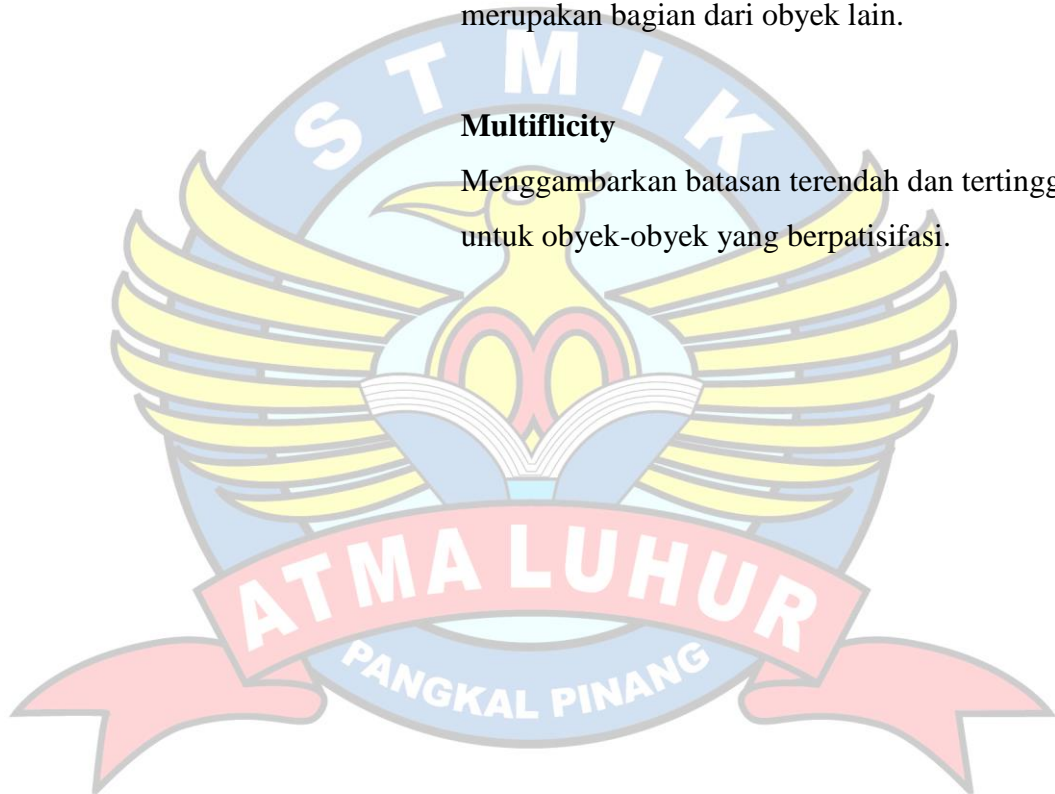 merupakan bagian dari obyek lain.
STMIK
Multiflicity
Menggambarkan batasan terendah dan tertingg
untuk obyek-obyek yang berpatisifasi.
ATMA LUHUR
PANGKAL PINANG